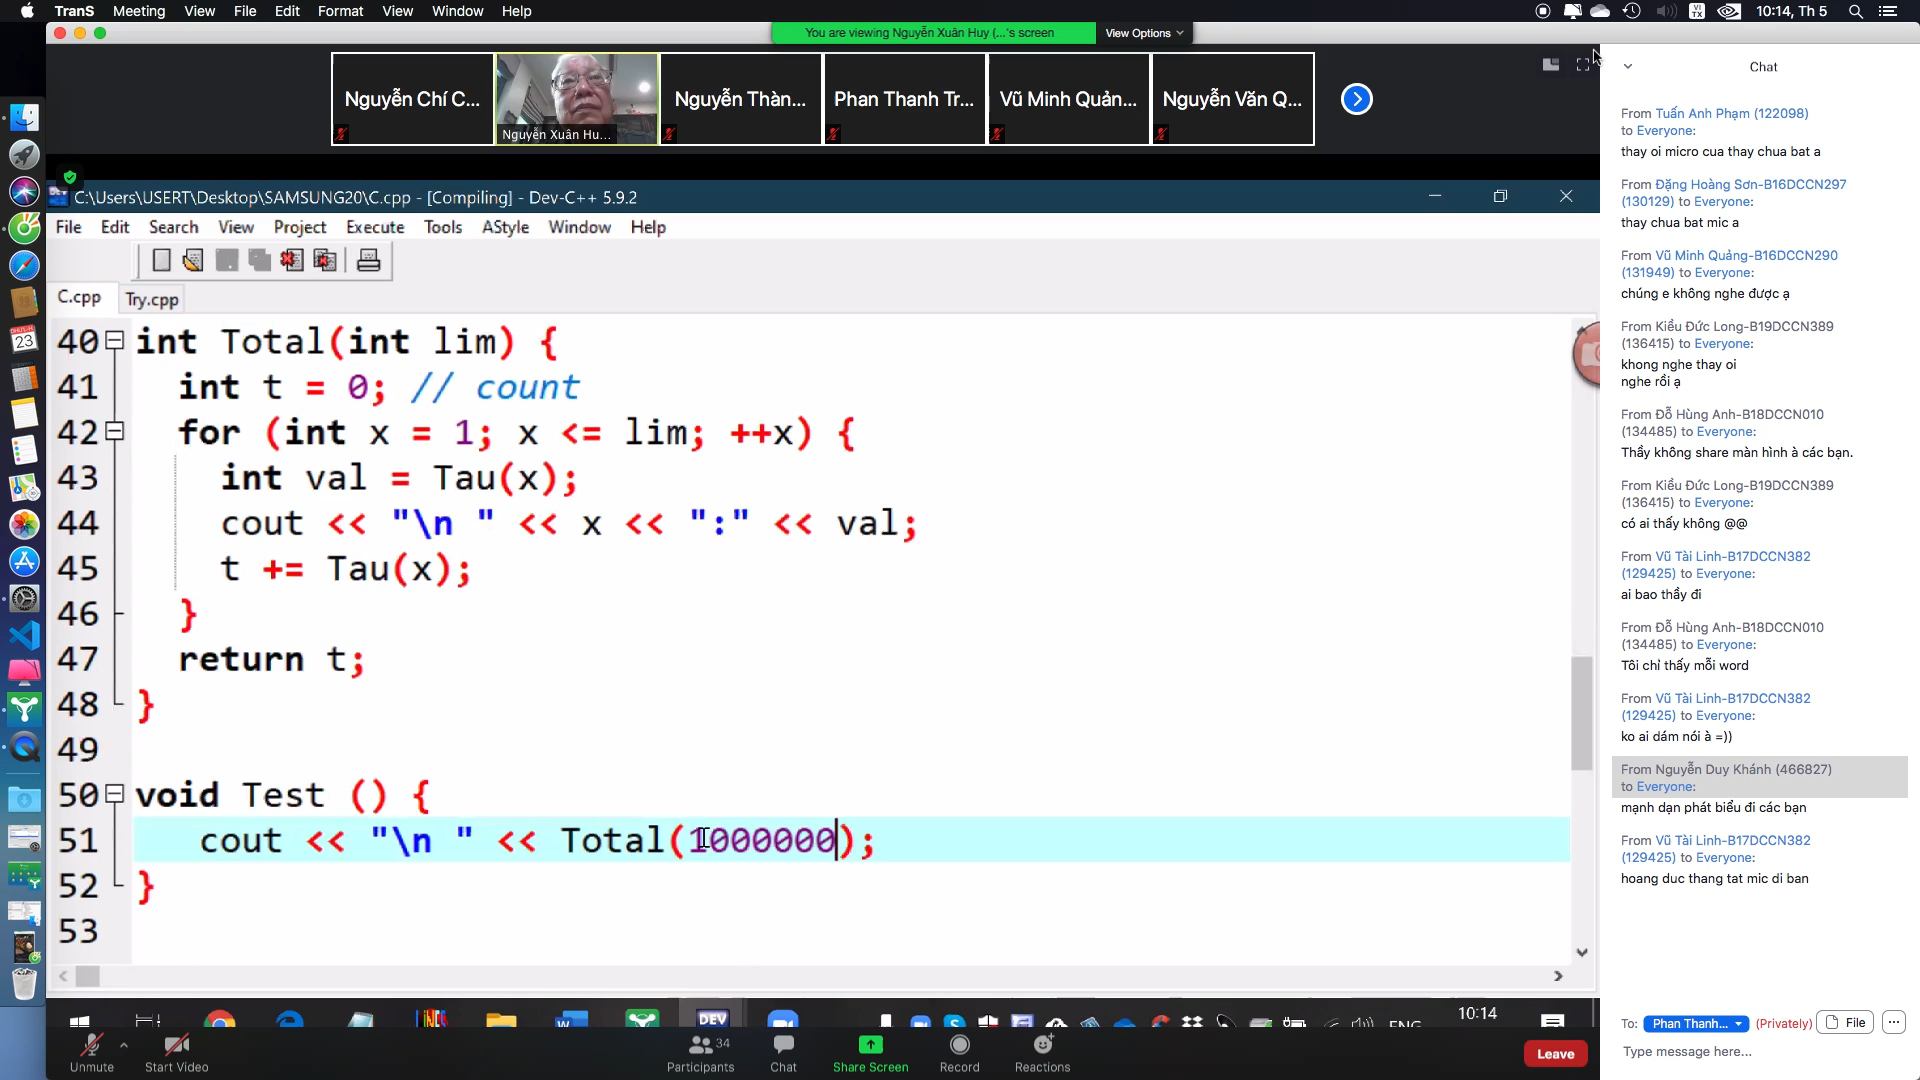 TranS Meeting View File Edit Format View Window Help
VI
TX
10:14, Th 5
You are viewing Nguyễn Xuân Huy (...'s screen
View Options
Nguyễn Chí C...
Nguyễn Xuân Hu...
Nguyễn Thàn...
Phan Thanh Tr...
Vũ Minh Quản...
Nguyễn Văn Q...
C:\Users\USERT\Desktop\SAMSUNG20\C.cpp - [Compiling] - Dev-C++ 5.9.2
File Edit Search View Project Execute Tools AStyle Window Help
C.cpp Try.cpp
40 int Total(int lim) {
41 int t = 0; // count
42 for (int x = 1; x <= lim; ++x) {
43 int val = Tau(x);
44 cout << "\n " << x << ":" << val;
45 t += Tau(x);
46 }
47 return t;
48 }
49
50 void Test () {
51 cout << "\n " << Total(1000000);
52 }
53
DEV
ENG
10:14
Unmute
Start Video
Participants
34
Chat
Share Screen
Record
Reactions
Leave
23
Chat
From Tuấn Anh Phạm (122098)
to Everyone:
thay oi micro cua thay chua bat a
From Đặng Hoàng Sơn-B16DCCN297
(130129) to Everyone:
thay chua bat mic a
From Vũ Minh Quảng-B16DCCN290
(131949) to Everyone:
chúng e không nghe được ạ
From Kiều Đức Long-B19DCCN389
(136415) to Everyone:
khong nghe thay oi
nghe rồi ạ
From Đỗ Hùng Anh-B18DCCN010
(134485) to Everyone:
Thầy không share màn hình à các bạn.
From Kiều Đức Long-B19DCCN389
(136415) to Everyone:
có ai thấy không @@
From Vũ Tài Linh-B17DCCN382
(129425) to Everyone:
ai bao thầy đi
From Đỗ Hùng Anh-B18DCCN010
(134485) to Everyone:
Tôi chỉ thấy mỗi word
From Vũ Tài Linh-B17DCCN382
(129425) to Everyone:
ko ai dám nói à =))
From Nguyễn Duy Khánh (466827)
to Everyone:
mạnh dạn phát biểu đi các bạn
From Vũ Tài Linh-B17DCCN382
(129425) to Everyone:
hoang duc thang tat mic di ban
To: Phan Thanh... (Privately) File
Type message here...